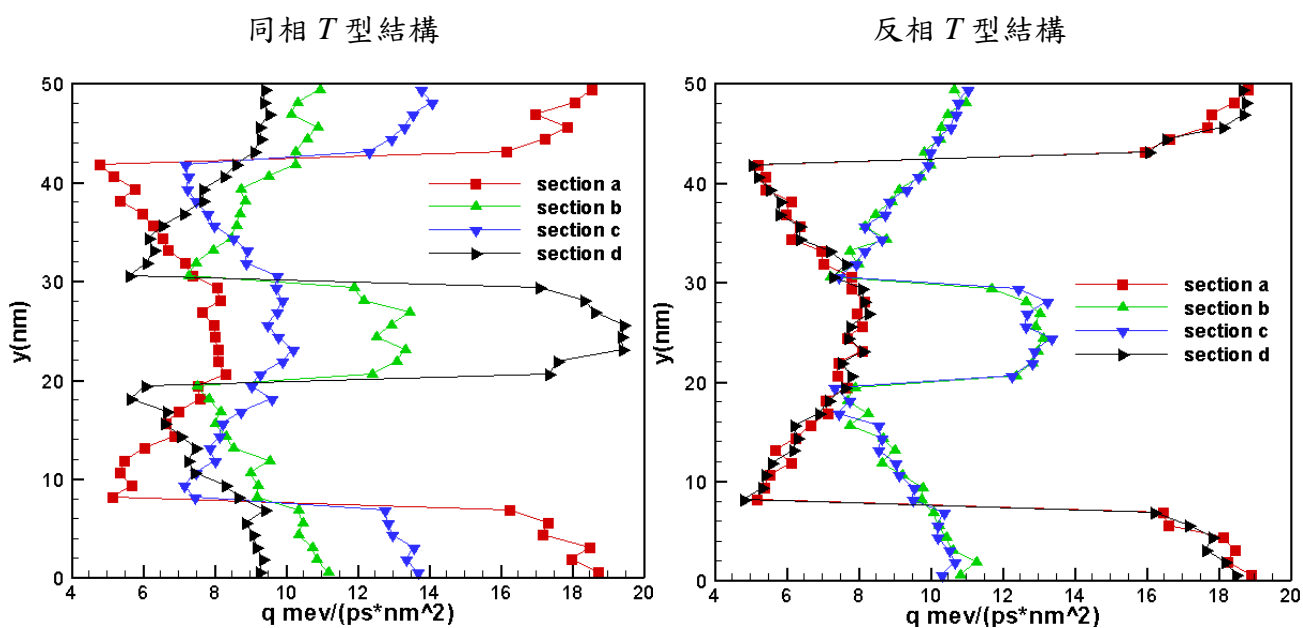 同相 T 型結構
反相 T 型結構
50
40
30
20
10
0
y(nm)
section a
section b
section c
section d
4 6 8 10 12 14 16 18 20
q mev/(ps*nm^2)
50
40
30
20
10
0
y(nm)
section a
section b
section c
section d
4 6 8 10 12 14 16 18 20
q mev/(ps*nm^2)